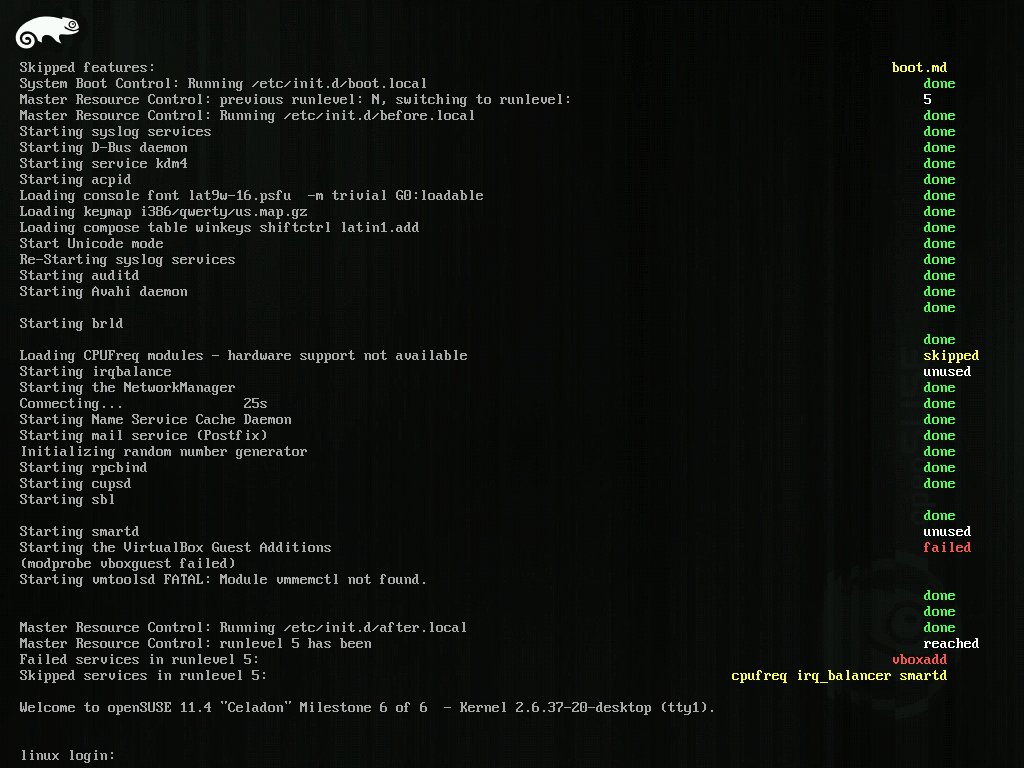 Skipped features: boot.md
System Boot Control: Running /etc/init.d/boot.local done
Master Resource Control: previous runlevel: N, switching to runlevel: 5
Master Resource Control: Running /etc/init.d/before.local done
Starting syslog services done
Starting D-Bus daemon done
Starting service kdm4 done
Starting acpid done
Loading console font lat9w-16.psfu  -m trivial G0:loadable done
Loading keymap i386/qwerty/us.map.gz done
Loading compose table winkeys shiftctrl latin1.add done
Start Unicode mode done
Re-Starting syslog services done
Starting auditd done
Starting Avahi daemon done
done
Starting brld
done
Loading CPUFreq modules - hardware support not available skipped
Starting irqbalance unused
Starting the NetworkManager done
Connecting... 25s done
Starting Name Service Cache Daemon done
Starting mail service (Postfix) done
Initializing random number generator done
Starting rpcbind done
Starting cupsd done
Starting sbl
done
Starting smartd unused
Starting the VirtualBox Guest Additions failed
(modprobe vboxguest failed)
Starting vmtoolsd FATAL: Module vmmemctl not found.
done
done
Master Resource Control: Running /etc/init.d/after.local done
Master Resource Control: runlevel 5 has been reached
Failed services in runlevel 5: vboxadd
Skipped services in runlevel 5: cpufreq irq_balancer smartd
Welcome to openSUSE 11.4 "Celadon" Milestone 6 of 6  - Kernel 2.6.37-20-desktop (tty1).
linux login: